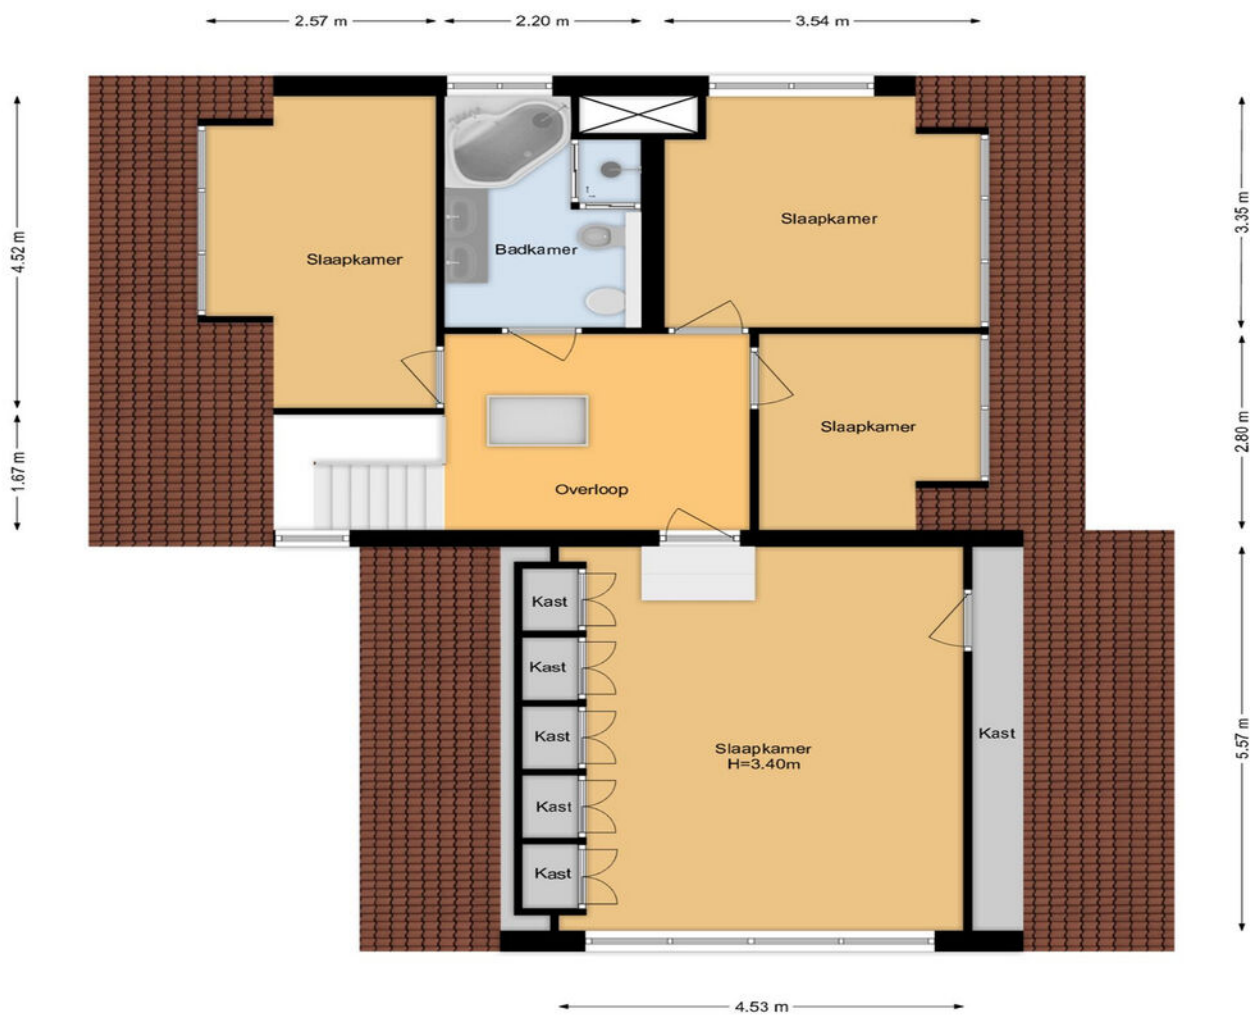 2.57 m
2.20 m
3.54 m
4.52 m
3.35 m
Slaapkamer
Slaapkamer
Badkamer
1.67 m
2.80 m
Slaapkamer
Overloop
Kast
Kast
Kast
Kast
Kast
Slaapkamer
H=3.40m
Kast
5.57 m
4.53 m